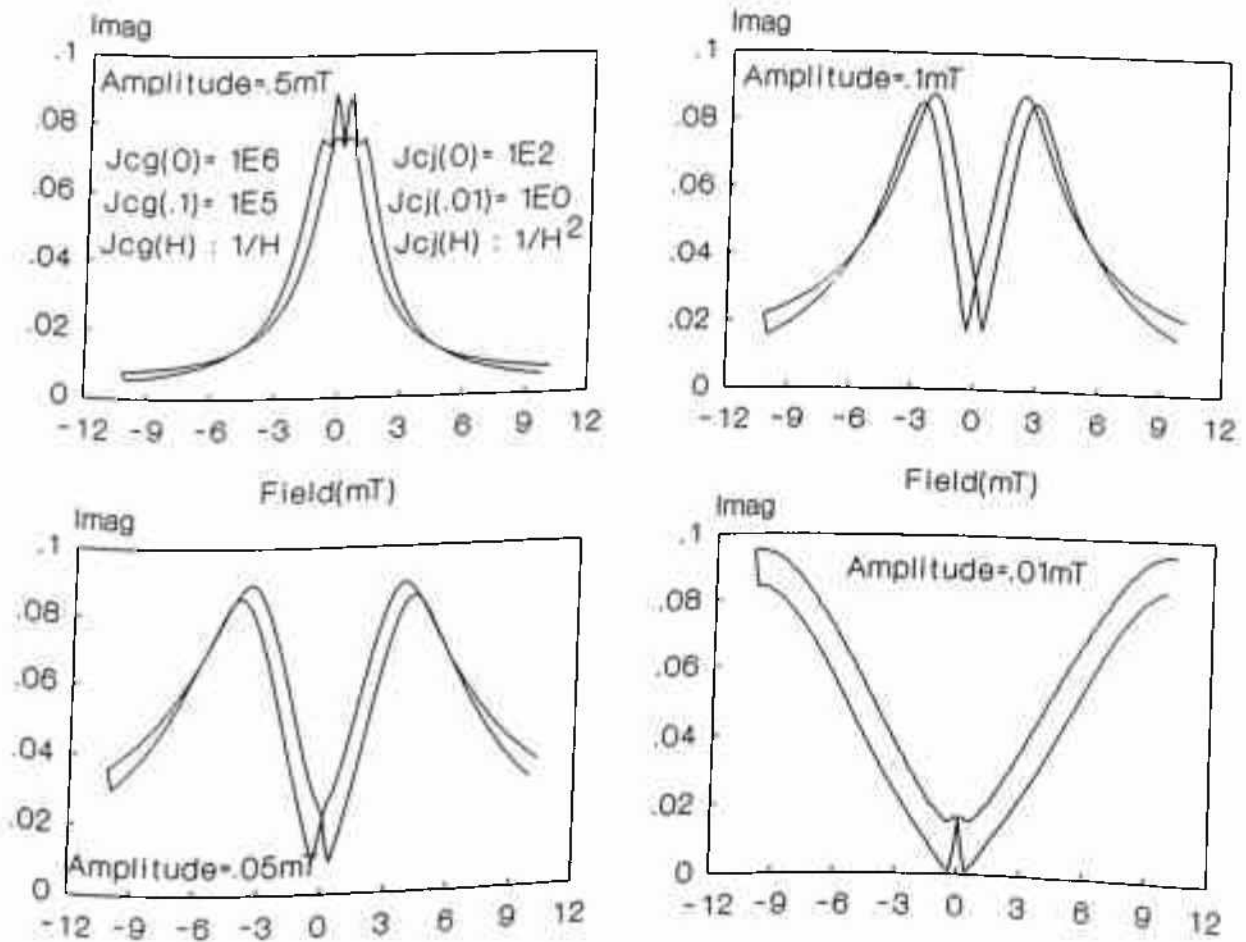 Imag
.1
Amplitude=.5mT
.08
Jcg(0)= 1E6 Jcj(0)= 1E2
.06
Jcg(.1)= 1E5 Jcj(.01)= 1E0
Jcg(H) : 1/H Jcj(H) : 1/H²
.04
.02
0
-12 -9 -6 -3 0 3 6 9 12
Field(mT)
Imag
.1
Amplitude=.1mT
.08
.06
.04
.02
0
-12 -9 -6 -3 0 3 6 9 12
Field(mT)
Imag
.1
.08
.06
.04
.02
Amplitude=.05mT
0
-12 -9 -6 -3 0 3 6 9 12
Imag
.1
Amplitude=.01mT
.08
.06
.04
.02
0
-12 -9 -6 -3 0 3 6 9 12